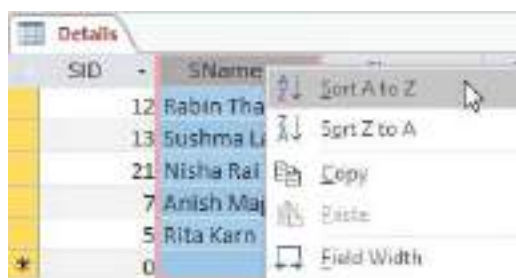 Details
SID SName
Sort A to Z
12 Rabin Tha
Sort Z to A
13 Sushma L
21 Nisha Rai
Copy
7 Anish Maj
Paste
5 Rita Karn
Field Width
* 0